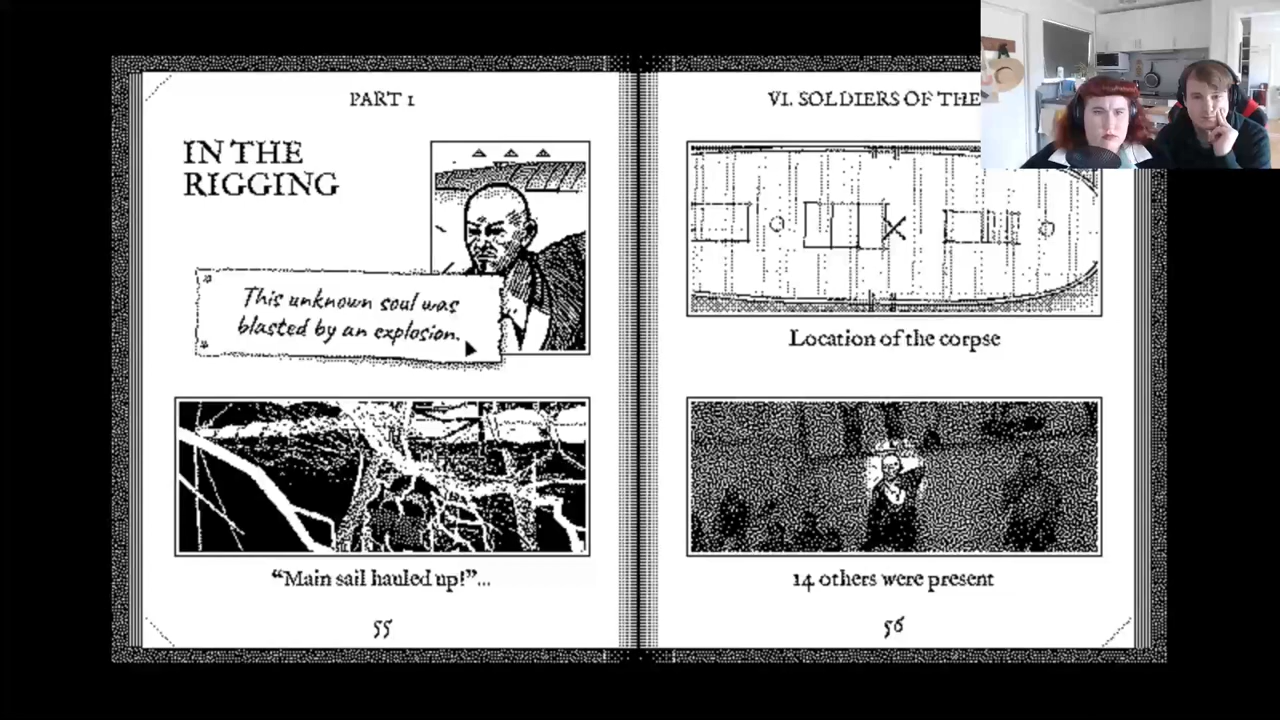 PART 1
IN THE
RIGGING
This unknown soul was
blasted by an explosion.
"Main sail hauled up!"...
55
VI. SOLDIERS OF THE
Location of the corpse
14 others were present
56